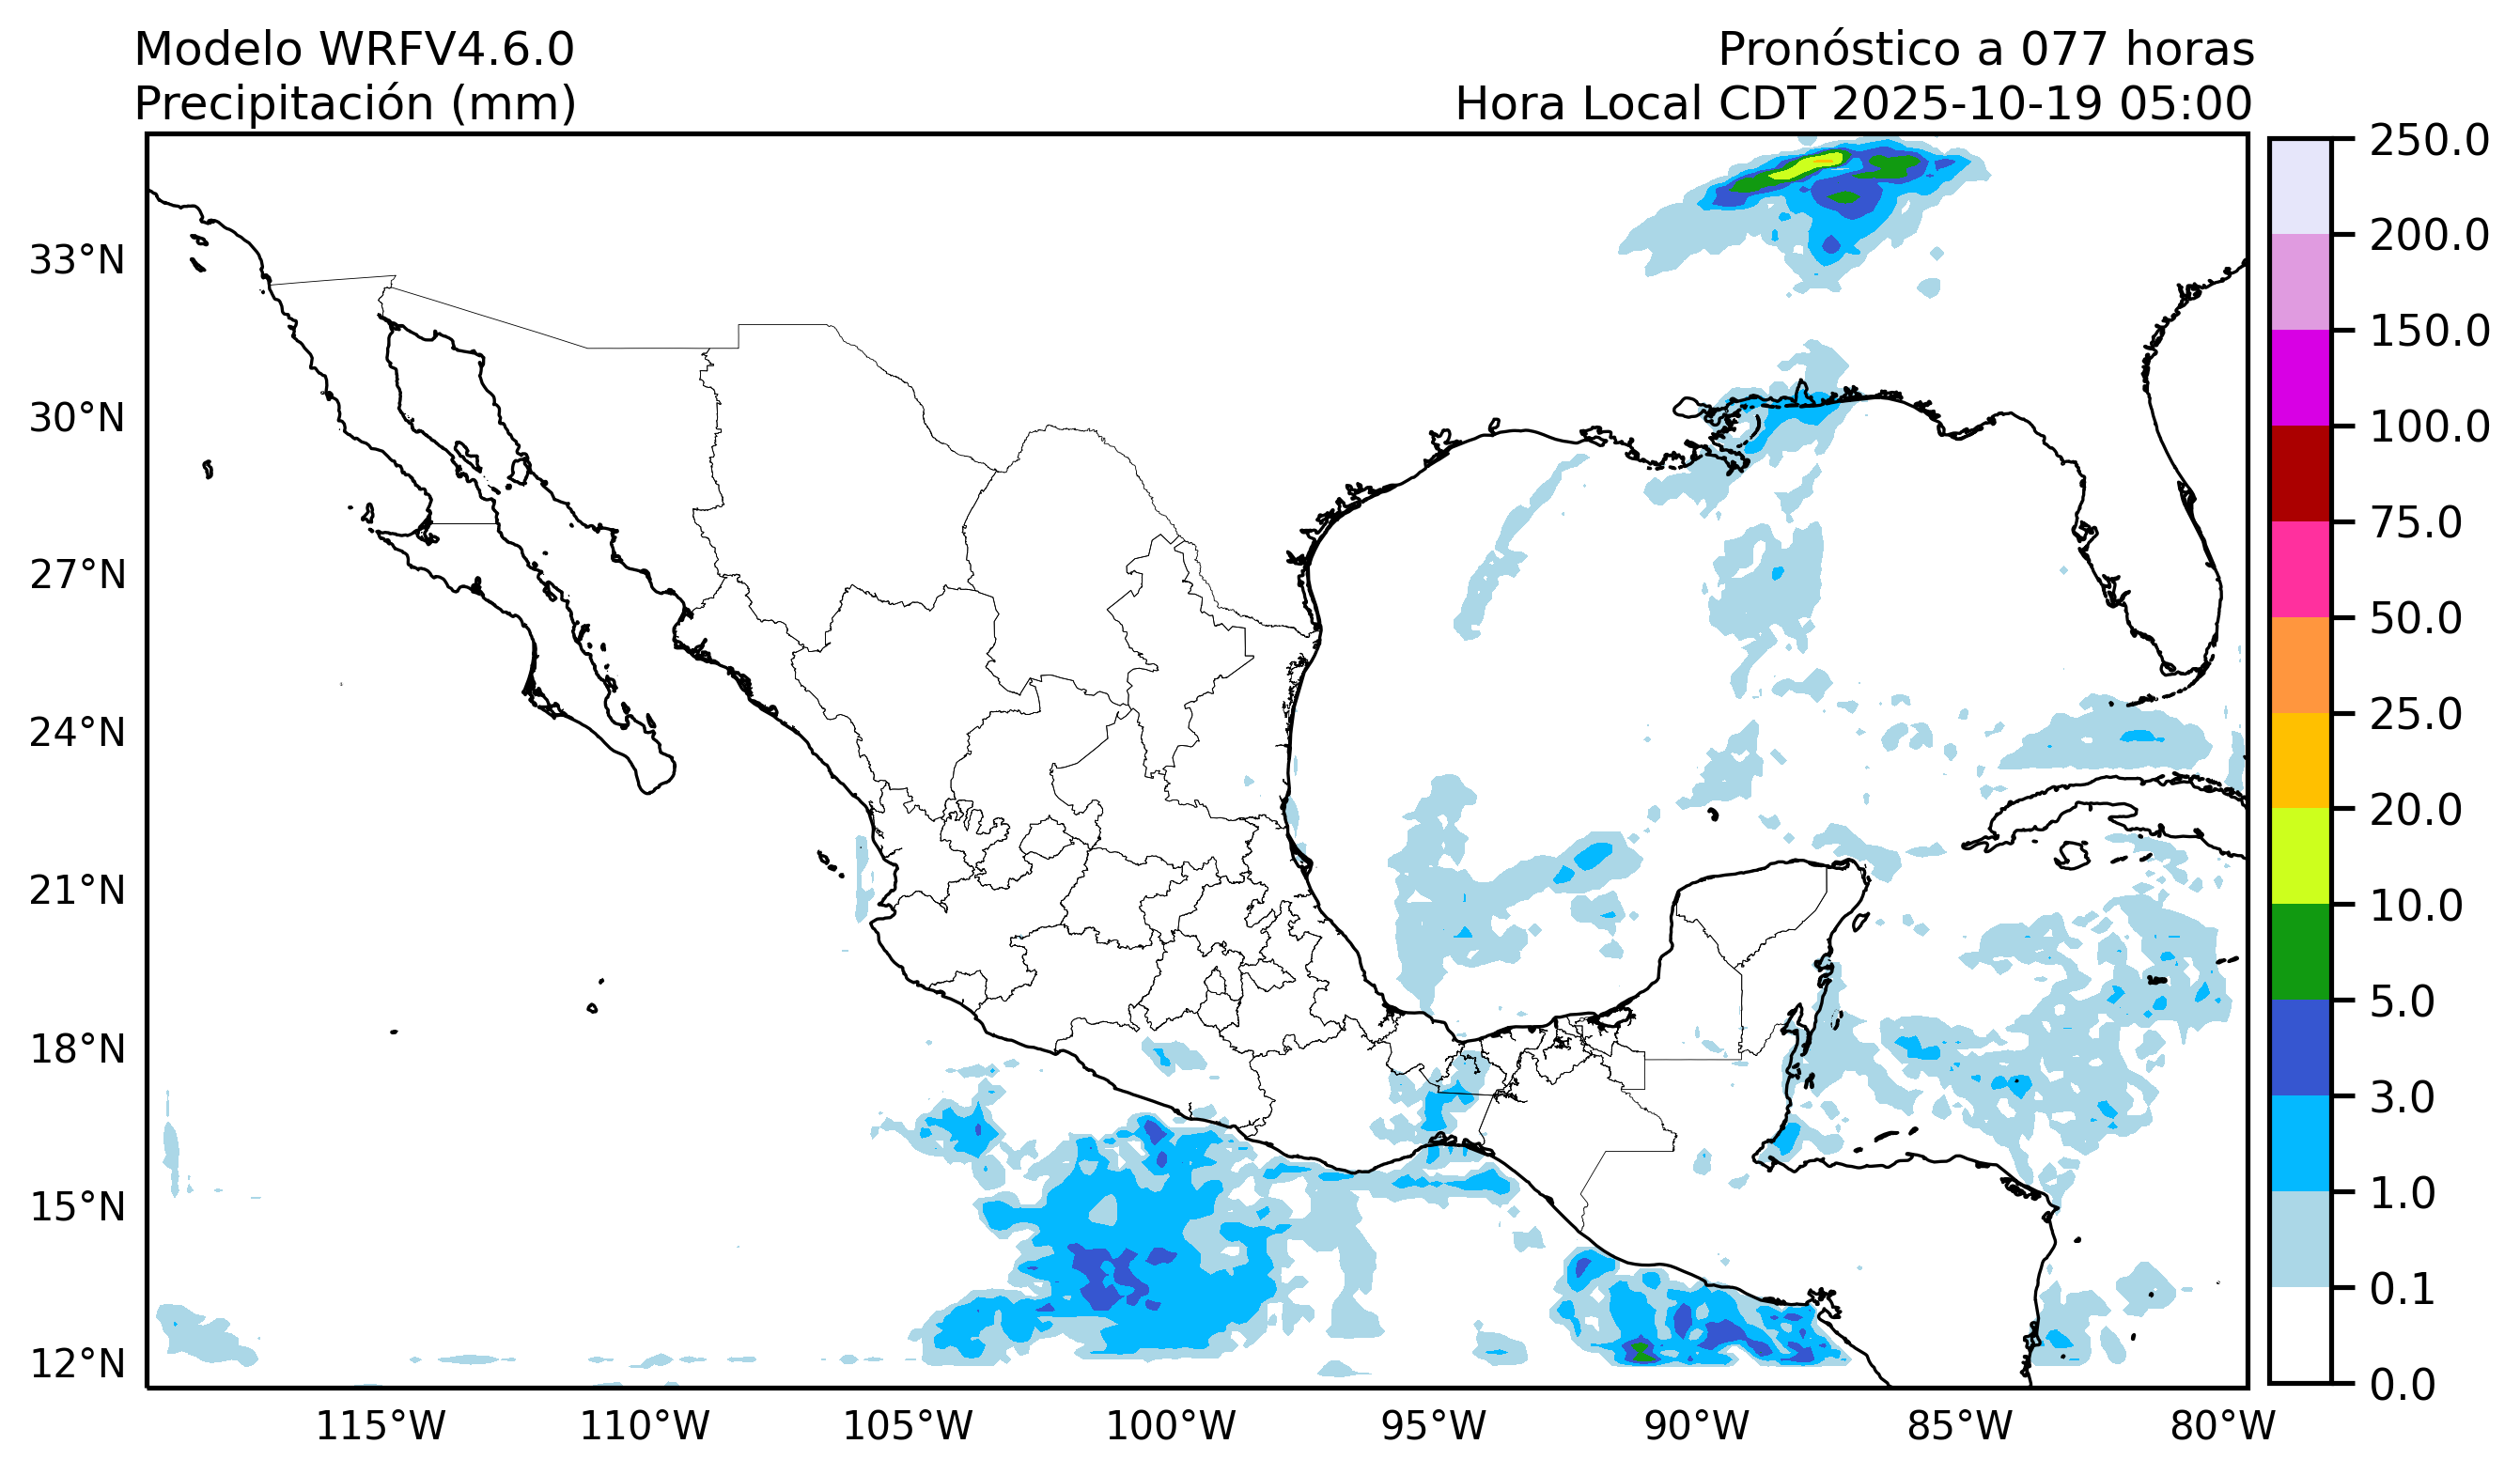 Modelo WRFV4.6.0
Precipitación (mm)
Pronóstico a 077 horas
Hora Local CDT 2025-10-19 05:00
33°N
30°N
27°N
24°N
21°N
18°N
15°N
12°N
115°W
110°W
105°W
100°W
95°W
90°W
85°W
80°W
250.0
200.0
150.0
100.0
75.0
50.0
25.0
20.0
10.0
5.0
3.0
1.0
0.1
0.0